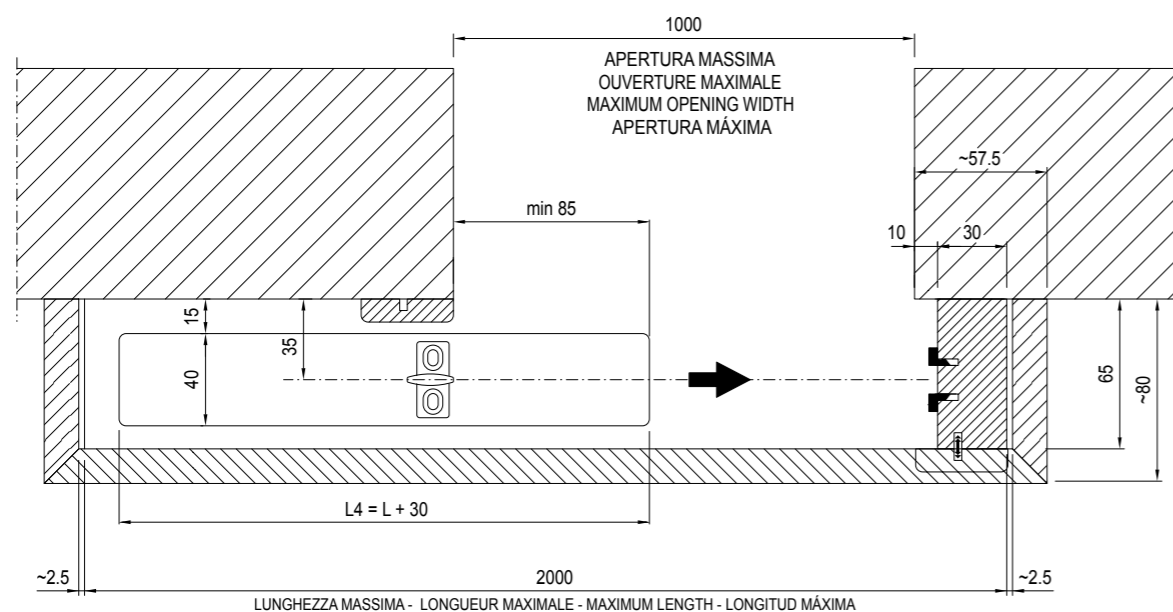 1000
APERTURA MASSIMA
OUVERTURE MAXIMALE
MAXIMUM OPENING WIDTH
APERTURA MÁXIMA
~57.5
min 85
10
30
15
35
40
65
~80
L4 = L + 30
~2.5
2000
~2.5
LUNGHEZZA MASSIMA - LONGUEUR MAXIMALE - MAXIMUM LENGTH - LONGITUD MÁXIMA